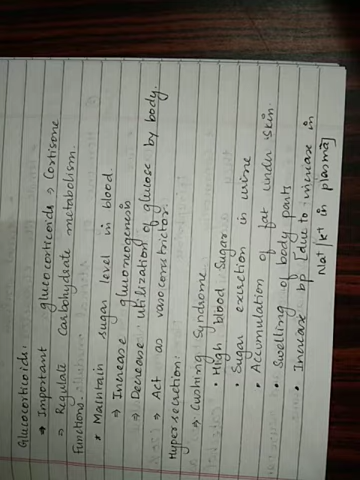 Glucocorticoids:
→ Important glucocorticoids → Cortisone
→ Regulate Carbohydrate metabolism.
Functions
• Maintain sugar level in blood
⇒ Increase gluconeogenesis
⇒ Decrease utilization of glucose by body.
⇒ Act as vasoconstrictor.
Hypersecretion:
⇒ Cushing Syndrome
• High blood Sugar
• Sugar excretion in urine
• Accumulation of fat under skin.
• Swelling of body parts
• Increase bp [due to increase in
Na+/K+ in plasma]